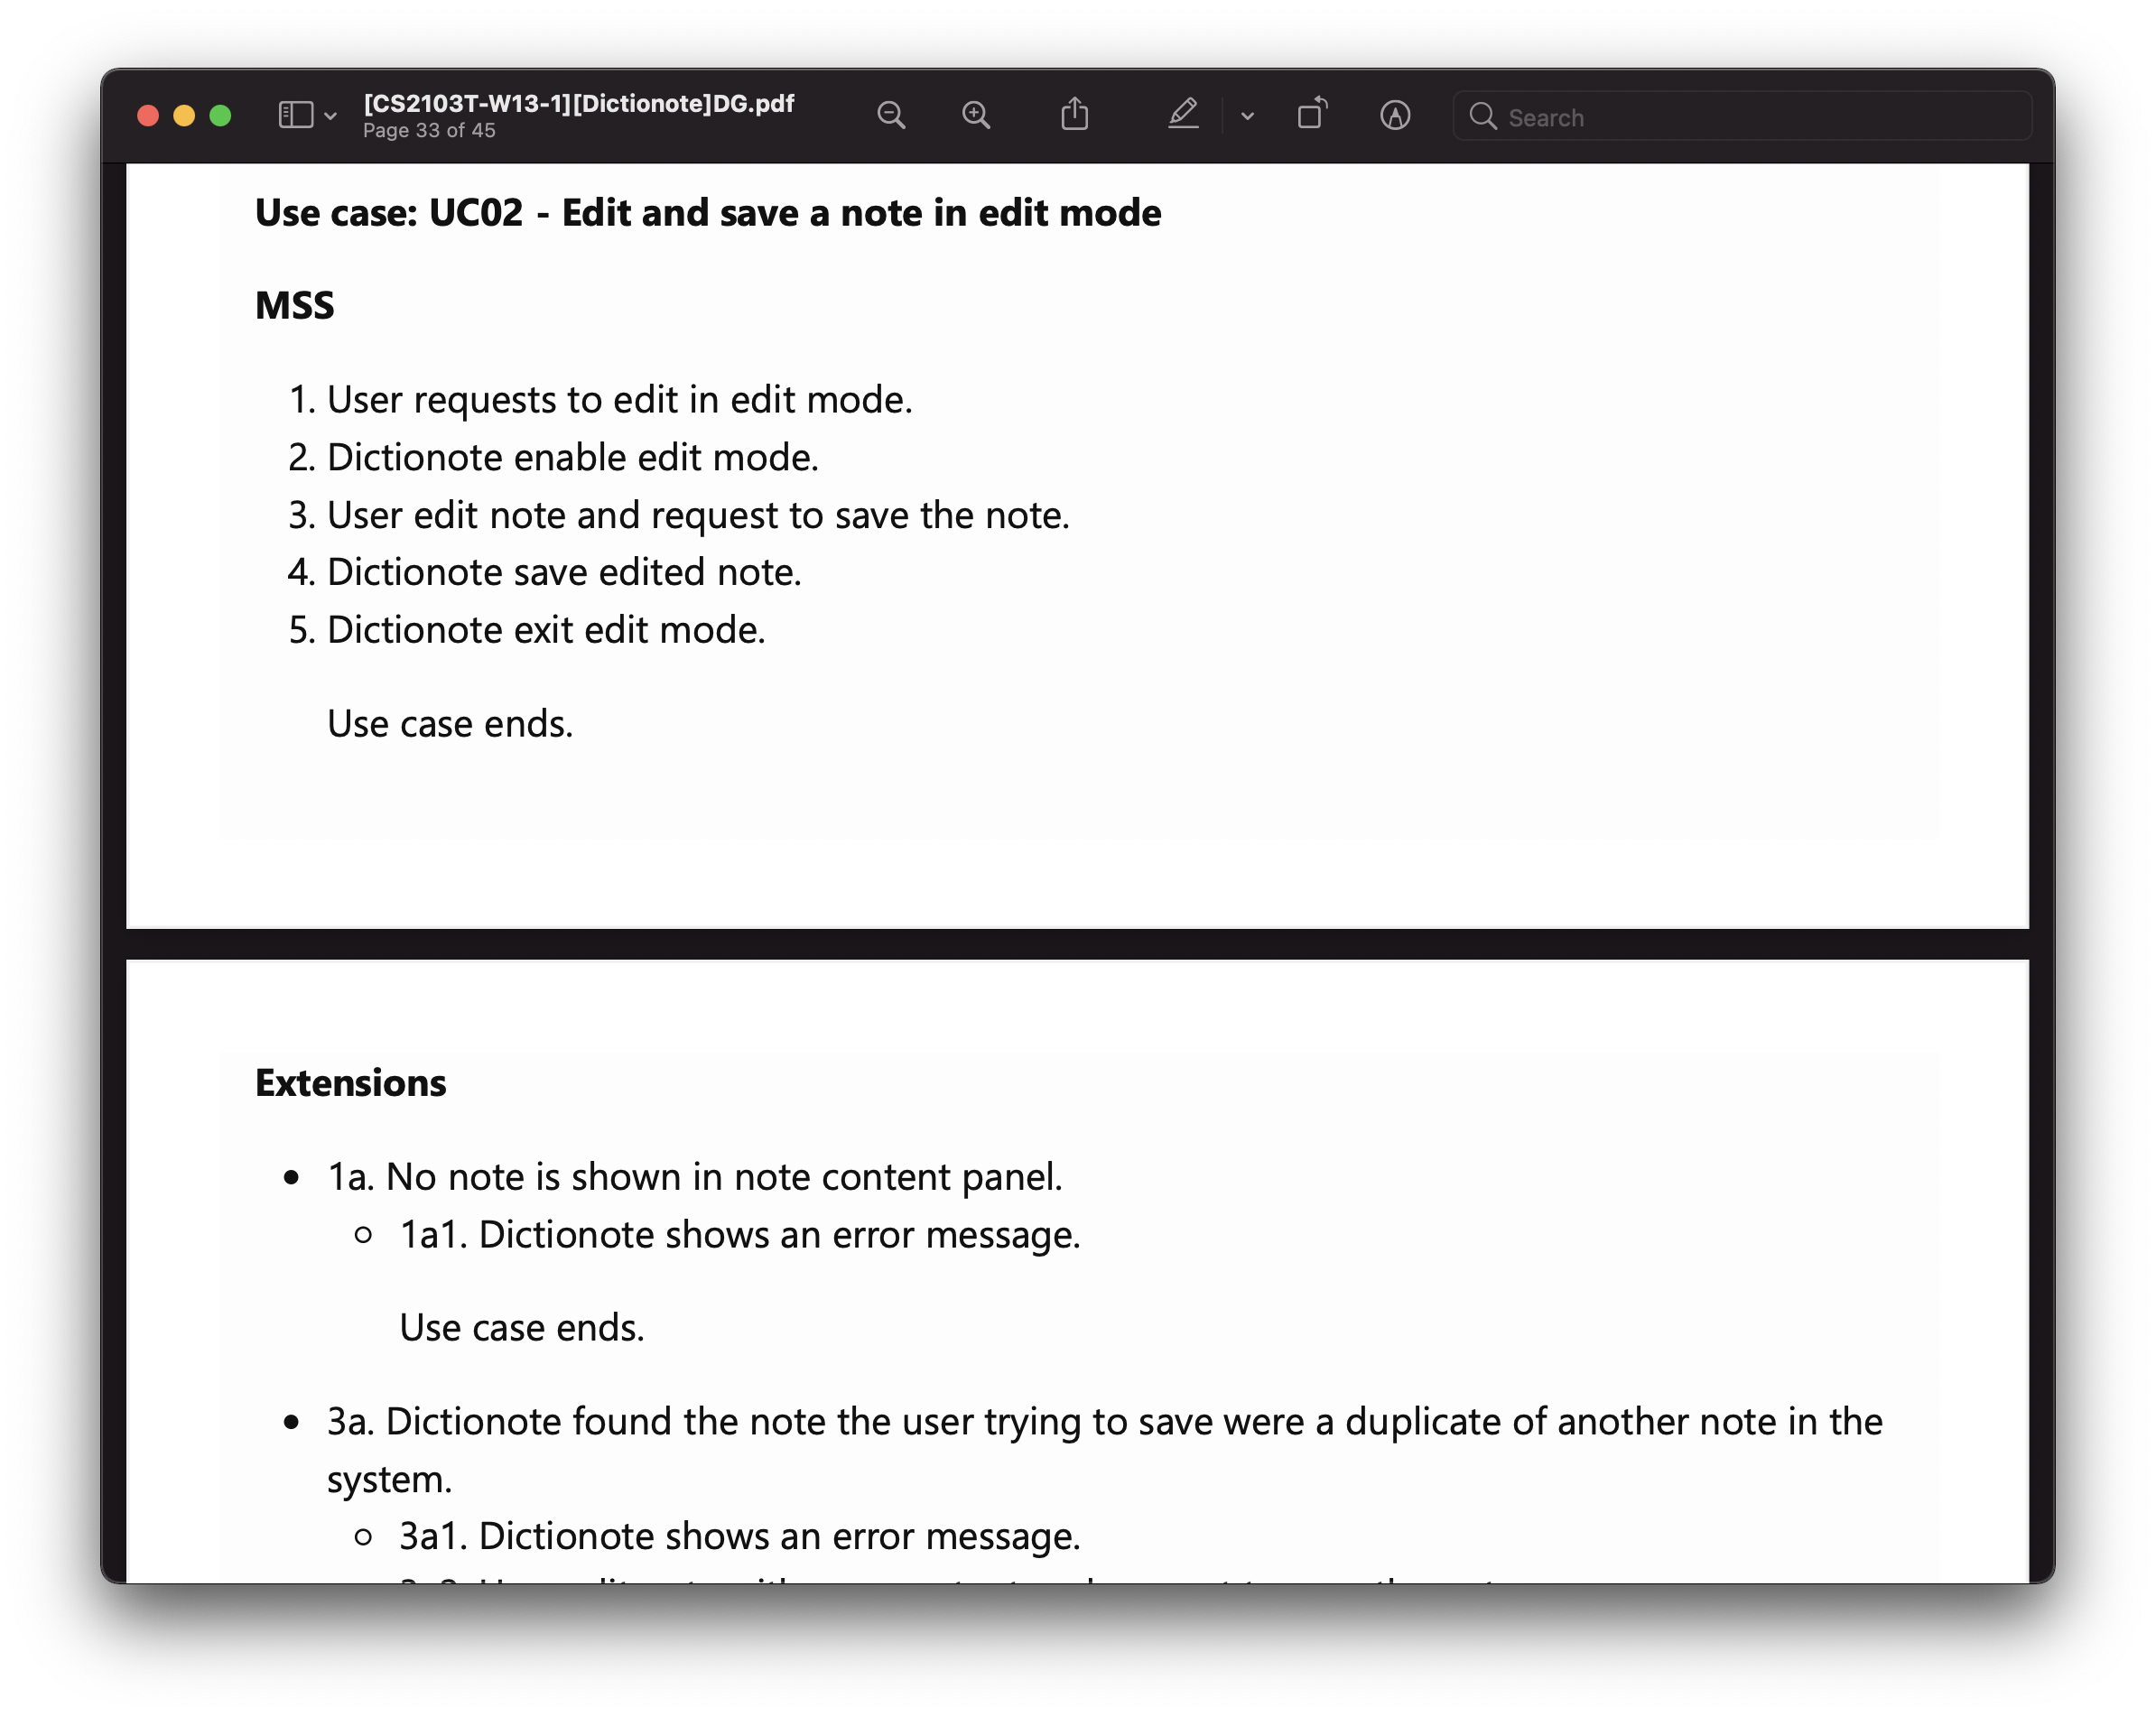 [CS2103T-W13-1][Dictionote]DG.pdf
Page 33 of 45
Search
Use case: UC02 - Edit and save a note in edit mode
MSS
1. User requests to edit in edit mode.
2. Dictionote enable edit mode.
3. User edit note and request to save the note.
4. Dictionote save edited note.
5. Dictionote exit edit mode.
Use case ends.
Extensions
• 1a. No note is shown in note content panel.
○ 1a1. Dictionote shows an error message.
Use case ends.
• 3a. Dictionote found the note the user trying to save were a duplicate of another note in the
system.
○ 3a1. Dictionote shows an error message.